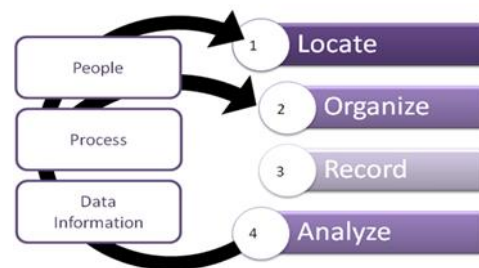 People
Process
Data
Information
1 Locate
2 Organize
3 Record
4 Analyze